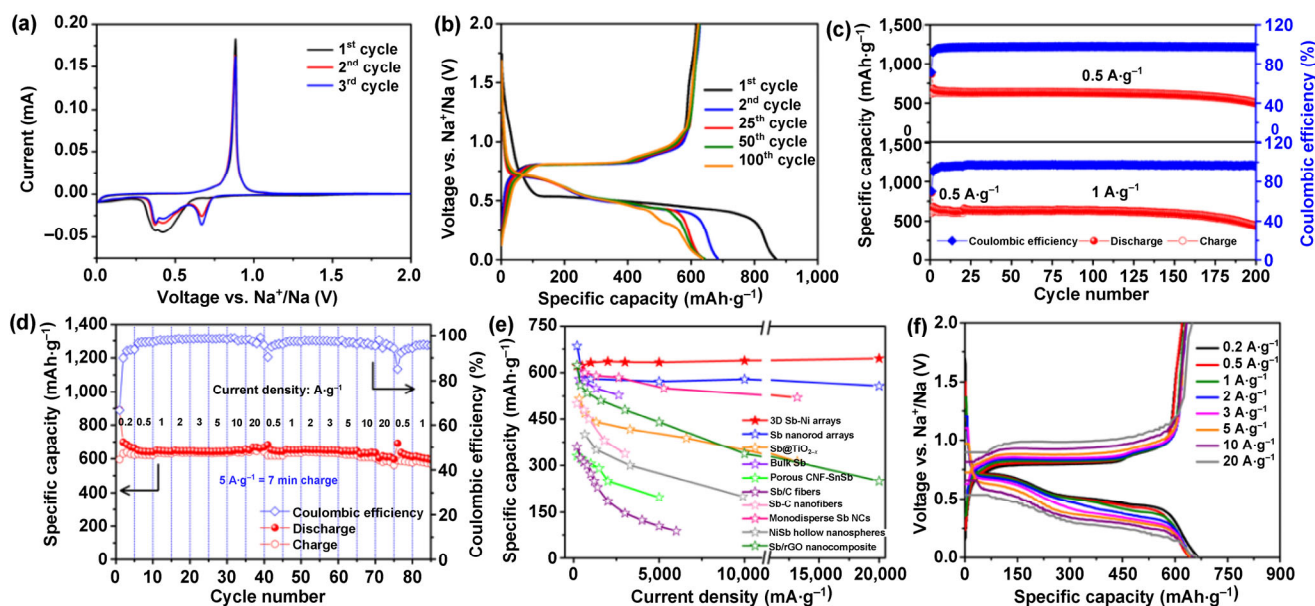 (a)
0.20
0.15
0.10
0.05
0.00
−0.05
Current (mA)
1st cycle
2nd cycle
3rd cycle
0.0 0.5 1.0 1.5 2.0
Voltage vs. Na+/Na (V)
(b)
2.0
1.5
1.0
0.5
0.0
Voltage vs. Na+/Na (V)
1st cycle
2nd cycle
25th cycle
50th cycle
100th cycle
0 200 400 600 800 1,000
Specific capacity (mAh·g−1)
(c)
1,500
1,250
1,000
500
0
1,500
1,250
1,000
500
0
Specific capacity (mAh·g−1)
0.5 A·g−1
0.5 A·g−1
1 A·g−1
Coulombic efficiency
Discharge
Charge
120
100
80
60
40
20
0
120
100
80
60
40
20
0
Coulombic efficiency (%)
0 25 50 75 100 125 150 175 200
Cycle number
(d)
1,400
1,200
1,000
800
600
400
200
0
Specific capacity (mAh·g−1)
Current density: A·g−1
0.2 0.5 1 2 3 5 10 20 0.5 1 2 3 5 10 20 0.5 1
5 A·g−1 = 7 min charge
Coulombic efficiency
Discharge
Charge
100
80
60
40
20
0
Coulombic efficiency (%)
0 10 20 30 40 50 60 70 80
Cycle number
(e)
750
600
450
300
150
0
Specific capacity (mAh·g−1)
3D Sb-Ni arrays
Sb nanorod arrays
Sb@TiO2−x
Bulk Sb
Porous CNF-SnSb
Sb/C fibers
Sb-C nanofibers
Monodisperse Sb NCs
NiSb hollow nanospheres
Sb/rGO nanocomposite
0 5,000 10,000 20,000
Current density (mA·g−1)
(f)
2.0
1.5
1.0
0.5
0.0
Voltage vs. Na+/Na (V)
0.2 A·g−1
0.5 A·g−1
1 A·g−1
2 A·g−1
3 A·g−1
5 A·g−1
10 A·g−1
20 A·g−1
0 150 300 450 600 750 900
Specific capacity (mAh·g−1)